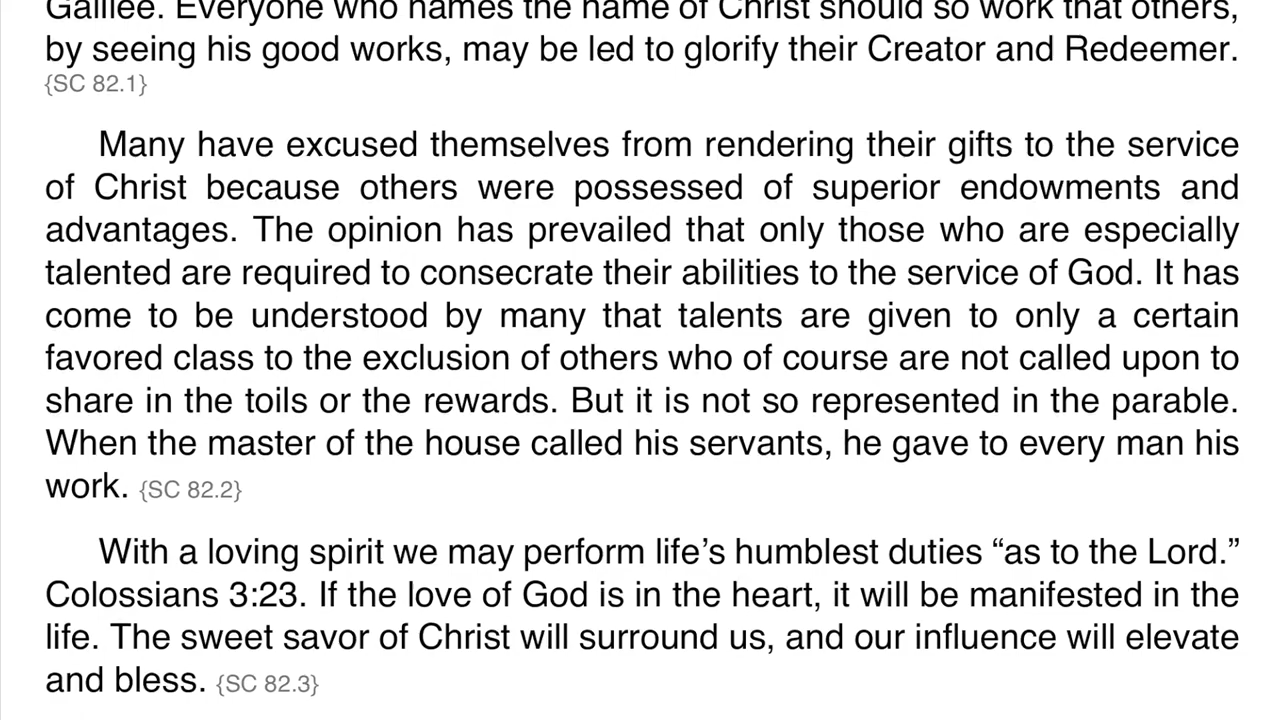 Galilee. Everyone who names the name of Christ should so work that others,
by seeing his good works, may be led to glorify their Creator and Redeemer.
{SC 82.1}
Many have excused themselves from rendering their gifts to the service
of Christ because others were possessed of superior endowments and
advantages. The opinion has prevailed that only those who are especially
talented are required to consecrate their abilities to the service of God. It has
come to be understood by many that talents are given to only a certain
favored class to the exclusion of others who of course are not called upon to
share in the toils or the rewards. But it is not so represented in the parable.
When the master of the house called his servants, he gave to every man his
work. {SC 82.2}
With a loving spirit we may perform life’s humblest duties “as to the Lord.”
Colossians 3:23. If the love of God is in the heart, it will be manifested in the
life. The sweet savor of Christ will surround us, and our influence will elevate
and bless. {SC 82.3}